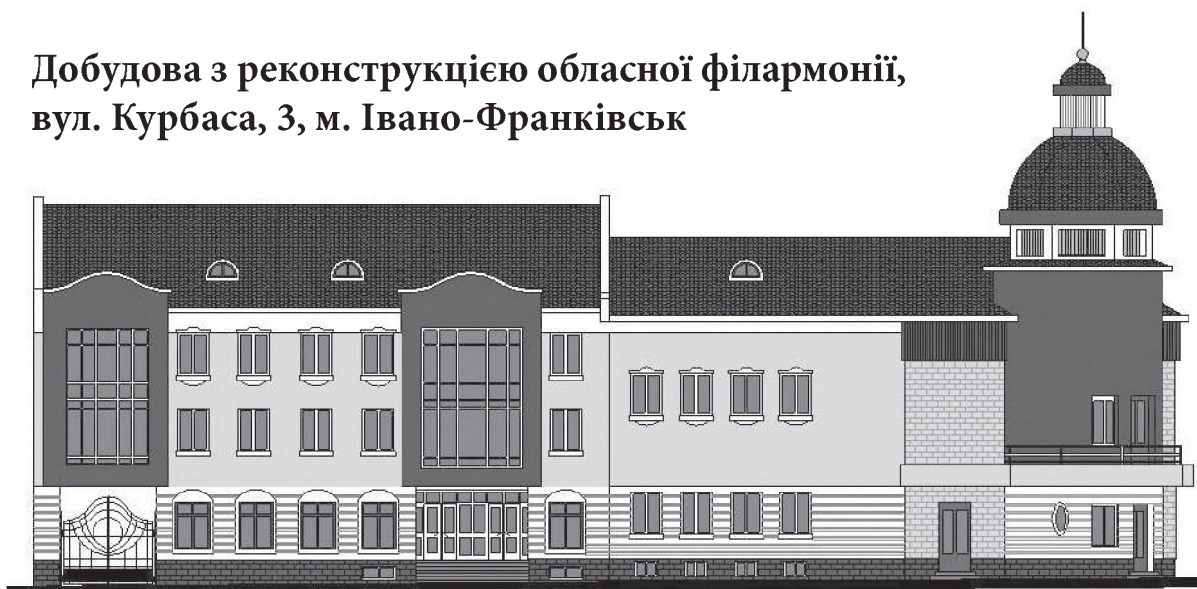 Добудова з реконструкцією обласної філармонії,
вул. Курбаса, 3, м. Івано-Франківськ